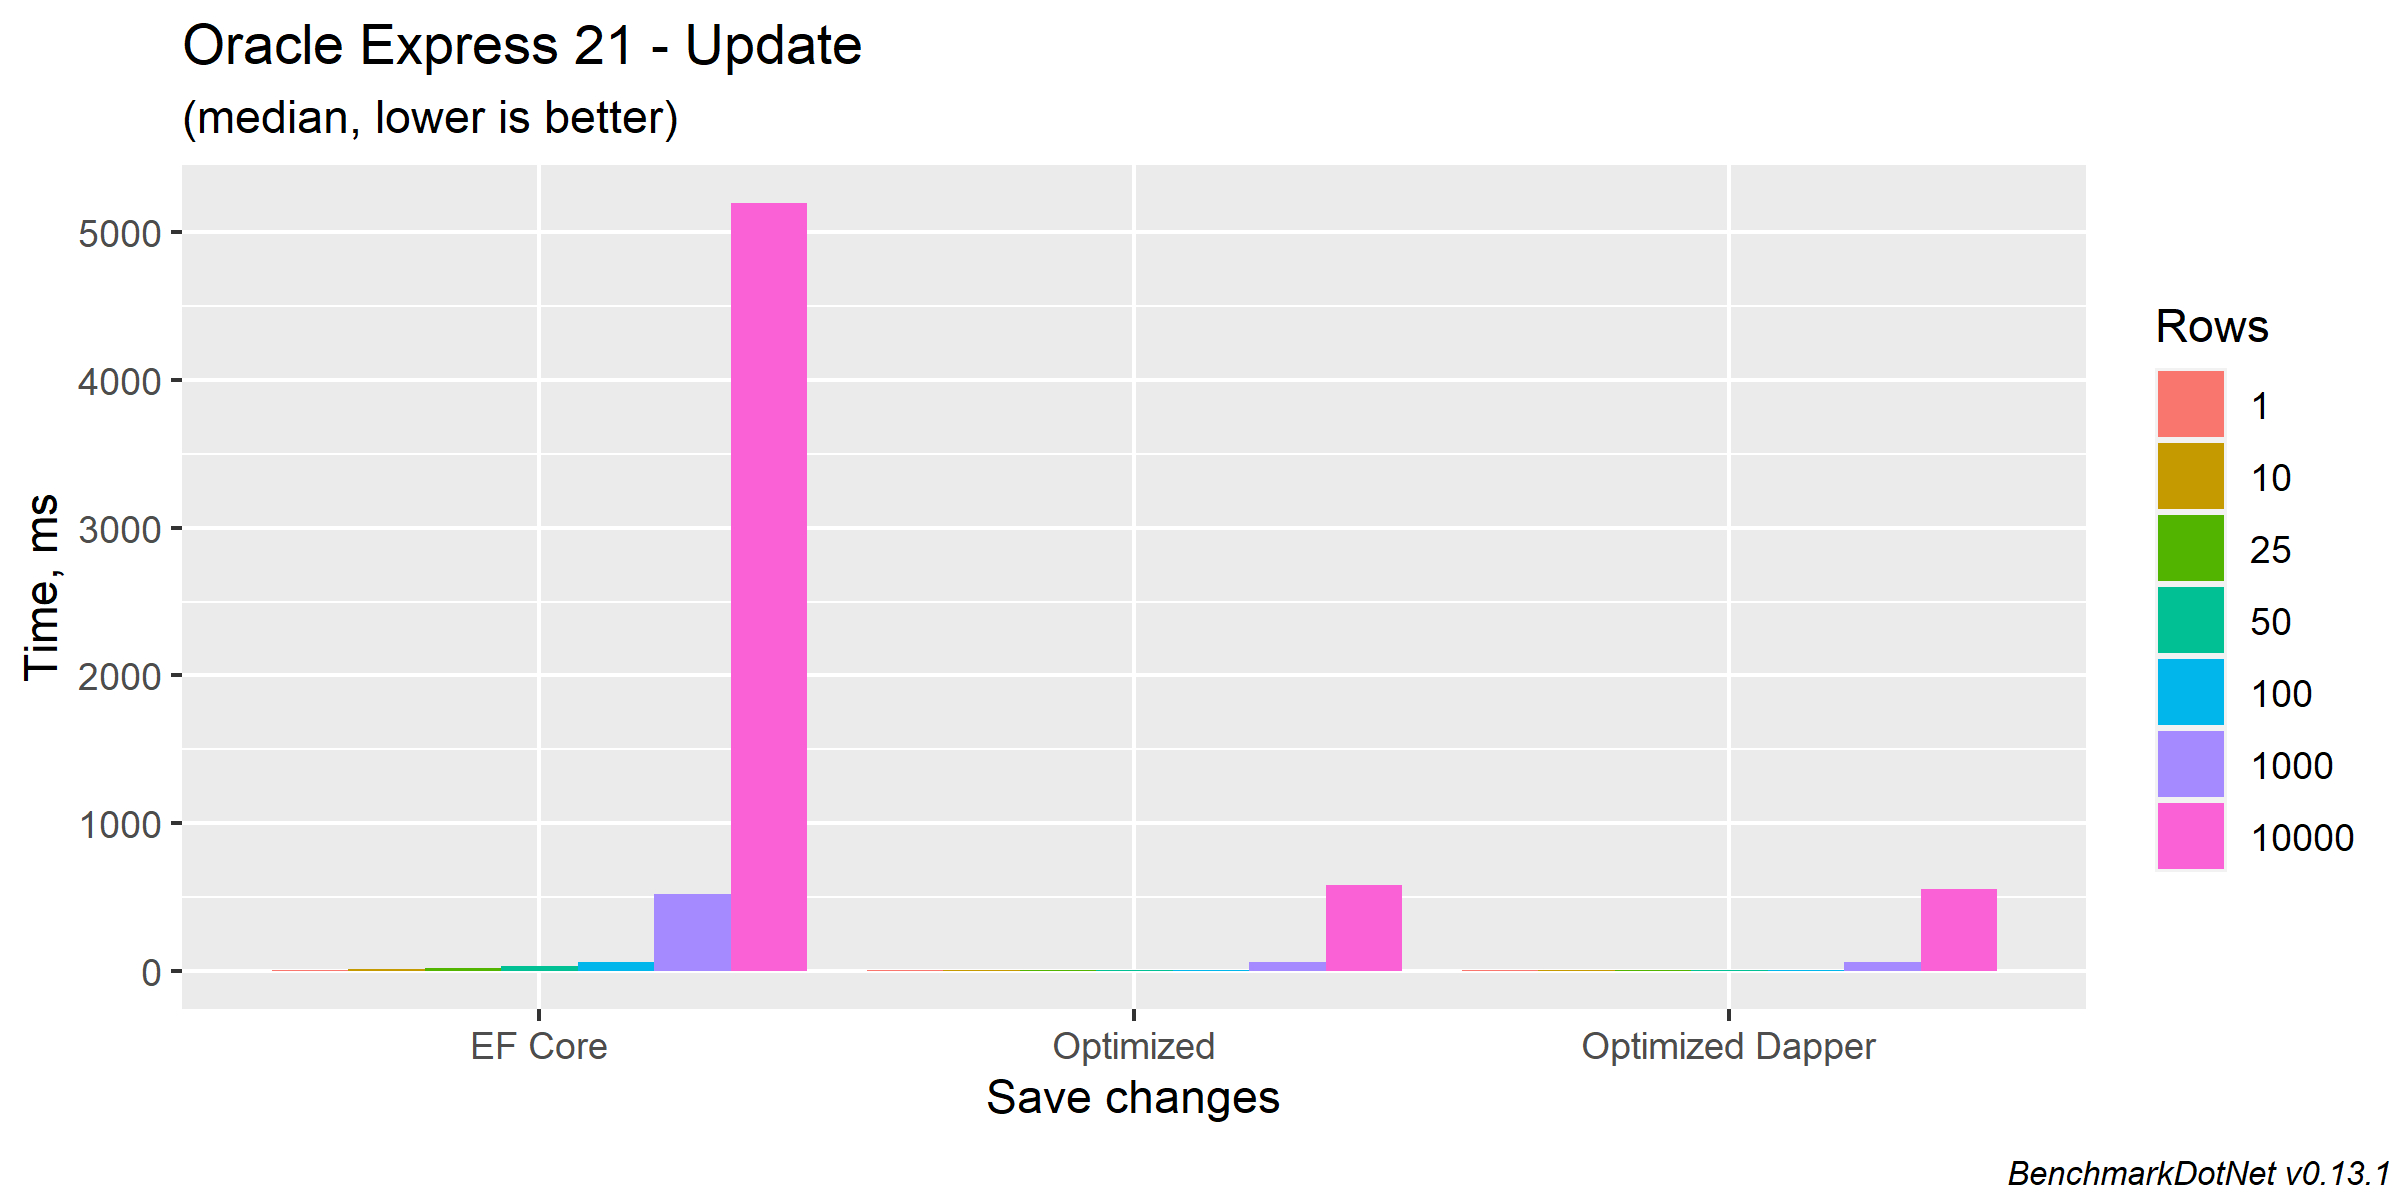 Oracle Express 21 - Update
(median, lower is better)
Time, ms
5000
4000
3000
2000
1000
0
EF Core
Optimized
Optimized Dapper
Save changes
Rows
1
10
25
50
100
1000
10000
BenchmarkDotNet v0.13.1